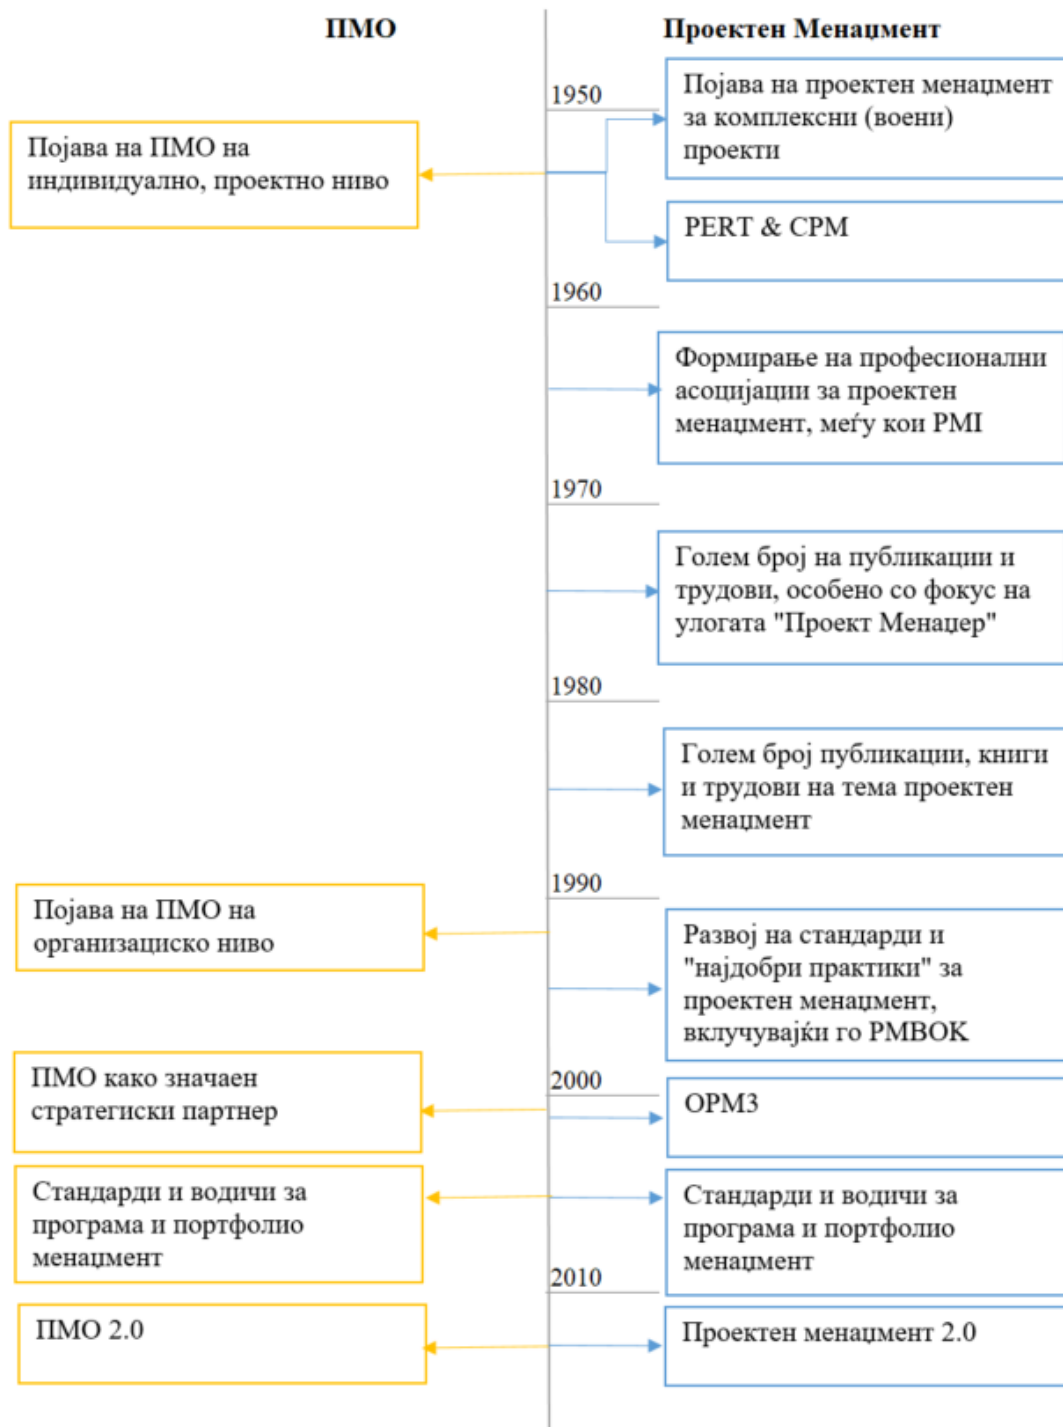 ПМО
Проектен Менаџмент
1950
Појава на проектен менаџмент
за комплексни (воени)
проекти
Појава на ПМО на
индивидуално, проектно ниво
PERT & CPM
1960
Формирање на професионални
асоцијации за проектен
менаџмент, меѓу кои PMI
1970
Голем број на публикации и
трудови, особено со фокус на
улогата "Проект Менаџер"
1980
Голем број публикации, книги
и трудови на тема проектен
менаџмент
1990
Појава на ПМО на
организациско ниво
Развој на стандарди и
"најдобри практики" за
проектен менаџмент,
вклучувајќи го PMBOK
ПМО како значаен
стратегиски партнер
2000
OPM3
Стандарди и водичи за
програма и портфолио
менаџмент
Стандарди и водичи за
програма и портфолио
менаџмент
2010
ПМО 2.0
Проектен менаџмент 2.0